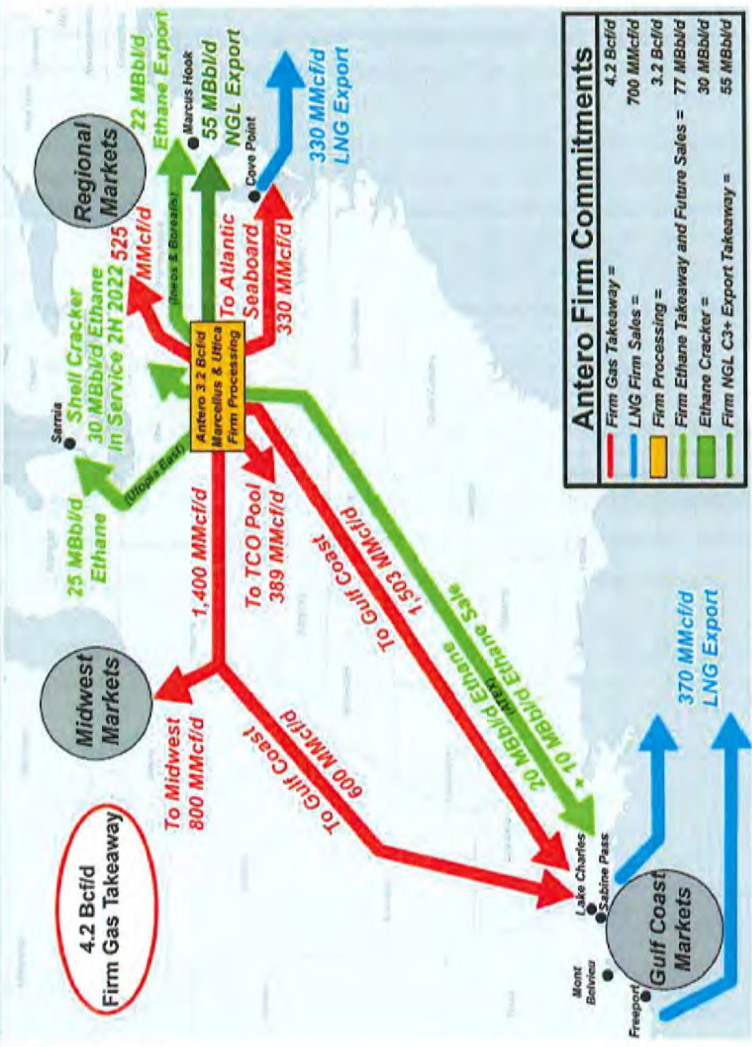 4.2 Bcf/d
Firm Gas Takeaway
Midwest
Markets
To Midwest
800 MMcf/d
1,400 MMcf/d
25 MBbl/d
Ethane
(Utopia East)
Sarnia
Shell Cracker
30 MBbl/d Ethane
In Service 2H 2022
Regional
Markets
525
MMcf/d
22 MBbl/d
Ethane Export
(Ineos & Borealis)
Marcus Hook
55 MBbl/d
NGL Export
Cove Point
To Atlantic
Seaboard
330 MMcf/d
330 MMcf/d
LNG Export
Antero 3.2 Bcf/d
Marcellus & Utica
Firm Processing
To TCO Pool
389 MMcf/d
To Gulf Coast
600 MMcf/d
To Gulf Coast
1,503 MMcf/d
20 MBbl/d Ethane
(ATEX)
+ 10 MBbl/d Ethane Sale
Lake Charles
Sabine Pass
Mont
Belvieu
Freeport
Gulf Coast
Markets
370 MMcf/d
LNG Export
Antero Firm Commitments
Firm Gas Takeaway = 4.2 Bcf/d
LNG Firm Sales = 700 MMcf/d
Firm Processing = 3.2 Bcf/d
Firm Ethane Takeaway and Future Sales = 77 MBbl/d
Ethane Cracker = 30 MBbl/d
Firm NGL C3+ Export Takeaway = 55 MBbl/d